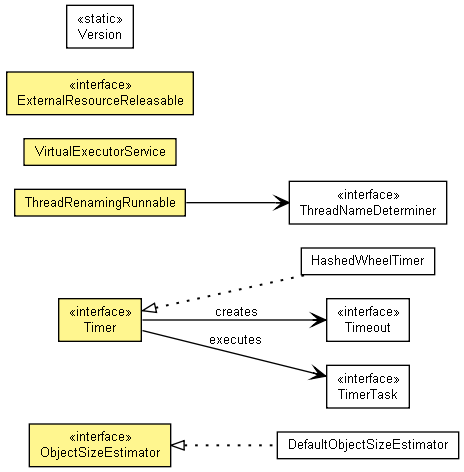 «static»
Version
«interface»
ExternalResourceReleasable
VirtualExecutorService
ThreadRenamingRunnable
«interface»
ThreadNameDeterminer
HashedWheelTimer
«interface»
Timer
creates
«interface»
Timeout
executes
«interface»
TimerTask
«interface»
ObjectSizeEstimator
DefaultObjectSizeEstimator